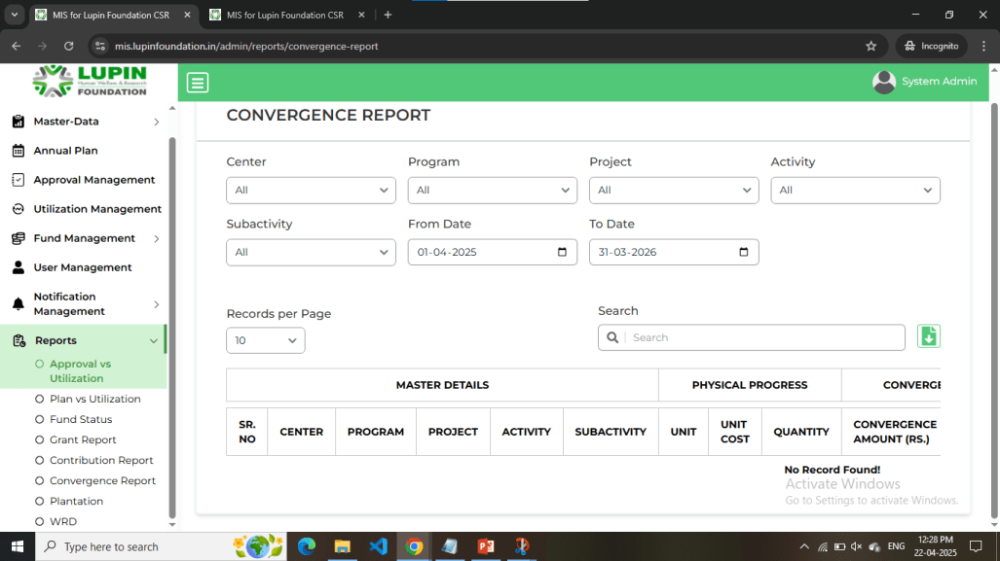 MIS for Lupin Foundation CSR
MIS for Lupin Foundation CSR
mis.lupinfoundation.in/admin/reports/convergence-report
Incognito
LUPIN
Human Welfare & Research
FOUNDATION
System Admin
Master-Data
Annual Plan
Approval Management
Utilization Management
Fund Management
User Management
Notification
Management
Reports
Approval vs
Utilization
Plan vs Utilization
Fund Status
Grant Report
Contribution Report
Convergence Report
Plantation
WRD
CONVERGENCE REPORT
Center Program Project Activity
All All All All
Subactivity From Date To Date
All 01-04-2025 31-03-2026
Records per Page Search
10 Search
MASTER DETAILS PHYSICAL PROGRESS CONVERGE
SR. NO CENTER PROGRAM PROJECT ACTIVITY SUBACTIVITY UNIT UNIT COST QUANTITY CONVERGENCE AMOUNT (RS.)
No Record Found!
Activate Windows
Go to Settings to activate Windows.
Type here to search
ENG
12:28 PM
22-04-2025